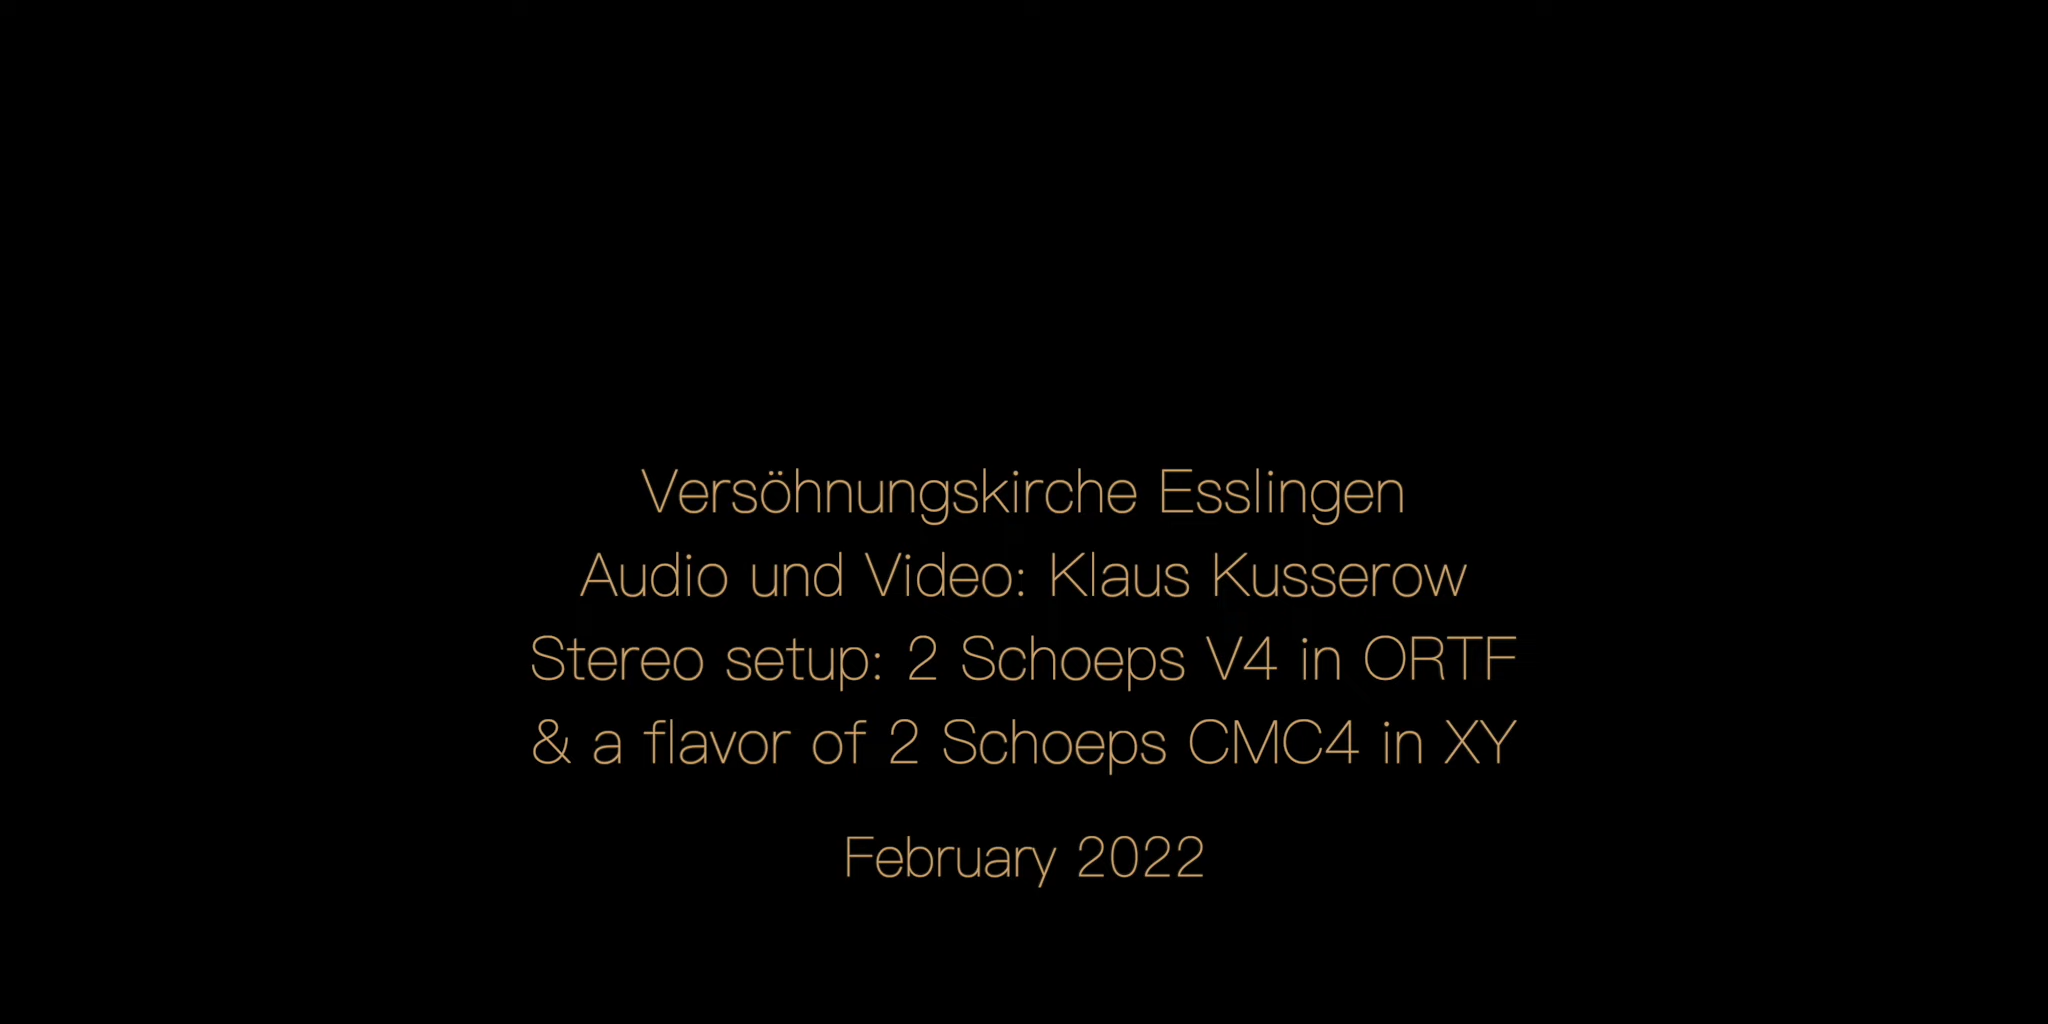 Versöhnungskirche Esslingen
Audio und Video: Klaus Kusserow
Stereo setup: 2 Schoeps V4 in ORTF
& a flavor of 2 Schoeps CMC4 in XY
February 2022